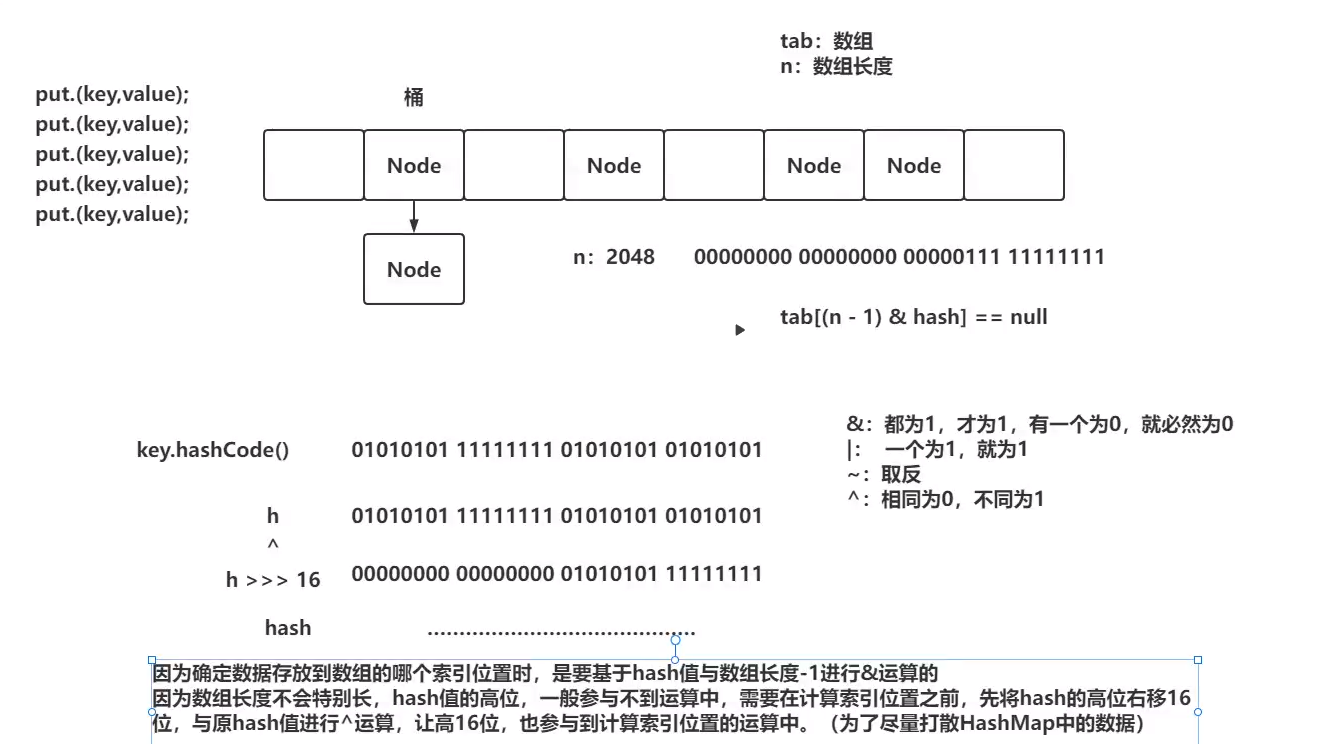 tab：数组
n：数组长度
put.(key,value);
put.(key,value);
put.(key,value);
put.(key,value);
put.(key,value);
桶
Node
Node
Node
Node
Node
n：2048 00000000 00000000 00000111 11111111
tab[(n - 1) & hash] == null
&：都为1，才为1，有一个为0，就必然为0
|： 一个为1，就为1
~：取反
^：相同为0，不同为1
key.hashCode() 01010101 11111111 01010101 01010101
h 01010101 11111111 01010101 01010101
^
h >>> 16 00000000 00000000 01010101 11111111
hash ..........................................
因为确定数据存放到数组的哪个索引位置时，是要基于hash值与数组长度-1进行&运算的
因为数组长度不会特别长，hash值的高位，一般参与不到运算中，需要在计算索引位置之前，先将hash的高位右移16
位，与原hash值进行^运算，让高16位，也参与到计算索引位置的运算中。（为了尽量打散HashMap中的数据）